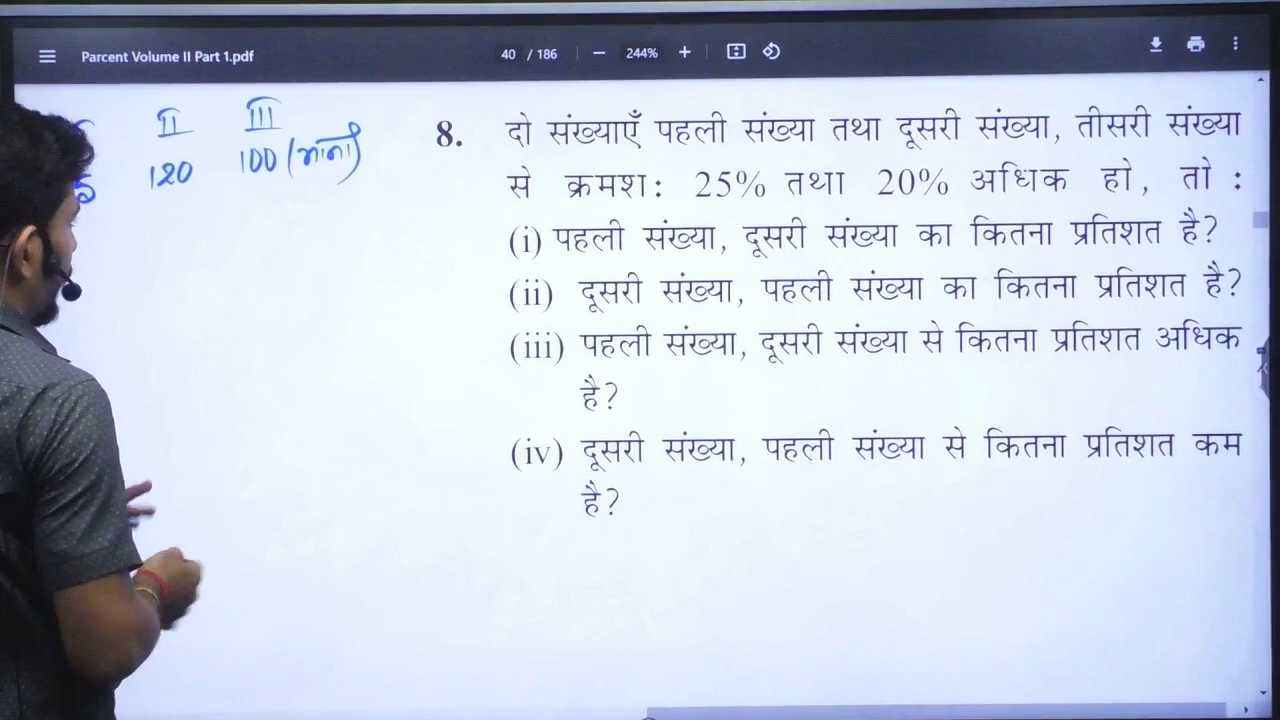 Parcent Volume II Part 1.pdf
40 / 186
244%
II III
120 100 (माना)
8. दो संख्याएँ पहली संख्या तथा दूसरी संख्या, तीसरी संख्या
से क्रमश: 25% तथा 20% अधिक हो, तो :
(i) पहली संख्या, दूसरी संख्या का कितना प्रतिशत है?
(ii) दूसरी संख्या, पहली संख्या का कितना प्रतिशत है?
(iii) पहली संख्या, दूसरी संख्या से कितना प्रतिशत अधिक
है?
(iv) दूसरी संख्या, पहली संख्या से कितना प्रतिशत कम
है?